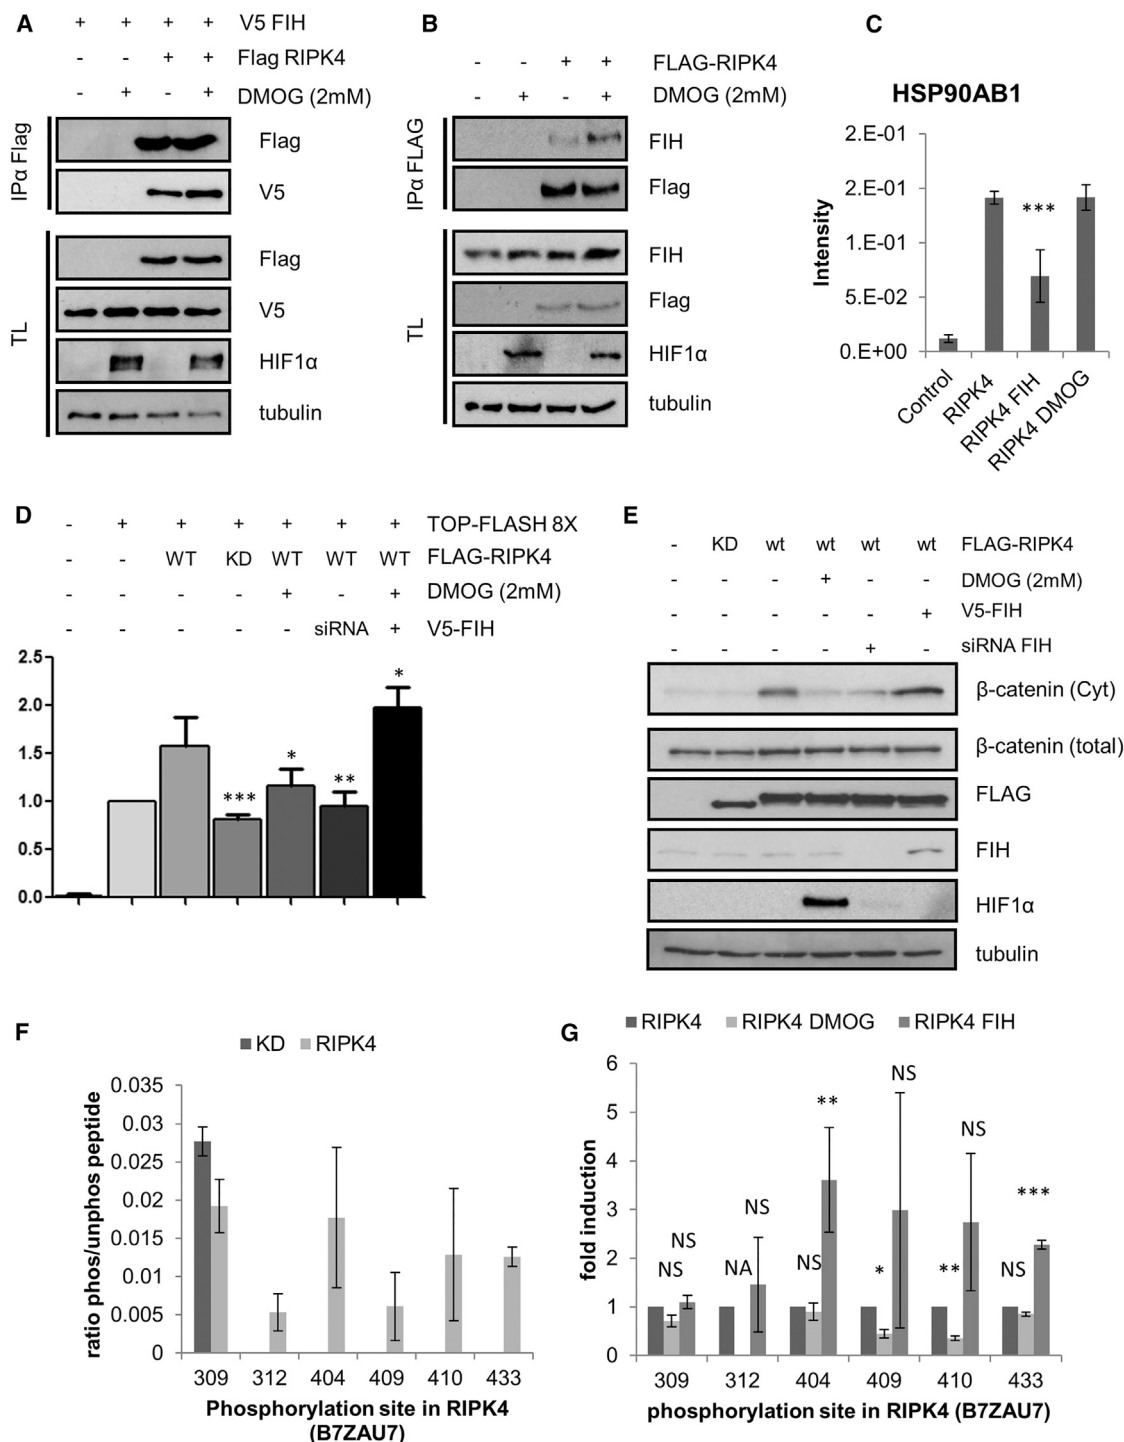 A
+ + + + V5 FIH
- - + + Flag RIPK4
- + - + DMOG (2mM)
IPα Flag
Flag
V5
TL
Flag
V5
HIF1α
tubulin
B
- - + + FLAG-RIPK4
- + - + DMOG (2mM)
IPα FLAG
FIH
Flag
TL
FIH
Flag
HIF1α
tubulin
C
HSP90AB1
Intensity
2.E-01
2.E-01
1.E-01
5.E-02
0.E+00
***
Control
RIPK4
RIPK4 FIH
RIPK4 DMOG
D
- + + + + + + TOP-FLASH 8X
- - WT KD WT WT WT FLAG-RIPK4
- - - - + - + DMOG (2mM)
- - - - - siRNA + V5-FIH
2.5
2.0
1.5
1.0
0.5
0.0
*** * ** *
E
- KD wt wt wt wt FLAG-RIPK4
- - - + - - DMOG (2mM)
- - - - - + V5-FIH
- - - - + - siRNA FIH
β-catenin (Cyt)
β-catenin (total)
FLAG
FIH
HIF1α
tubulin
F
KD RIPK4
ratio phos/unphos peptide
0.035
0.03
0.025
0.02
0.015
0.01
0.005
0
309 312 404 409 410 433
Phosphorylation site in RIPK4
(B7ZAU7)
G
RIPK4 RIPK4 DMOG RIPK4 FIH
fold induction
6
5
4
3
2
1
0
NS NS NA NS NS ** * NS ** NS NS ***
309 312 404 409 410 433
phosphorylation site in RIPK4 (B7ZAU7)